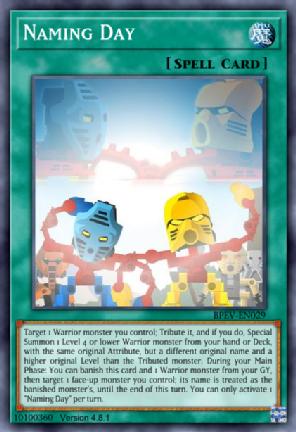 NAMING DAY
[ SPELL CARD ]
BPEV-EN029
Target 1 Warrior monster you control; Tribute it, and if you do, Special
Summon 1 Level 4 or lower Warrior monster from your hand or Deck,
with the same original Attribute, but a different original name and a
higher original Level than the Tributed monster. During your Main
Phase: You can banish this card and 1 Warrior monster from your GY,
then target 1 face-up monster you control; its name is treated as the
banished monster's, until the end of this turn. You can only activate 1
"Naming Day" per turn.
10100360 Version 4.8.1